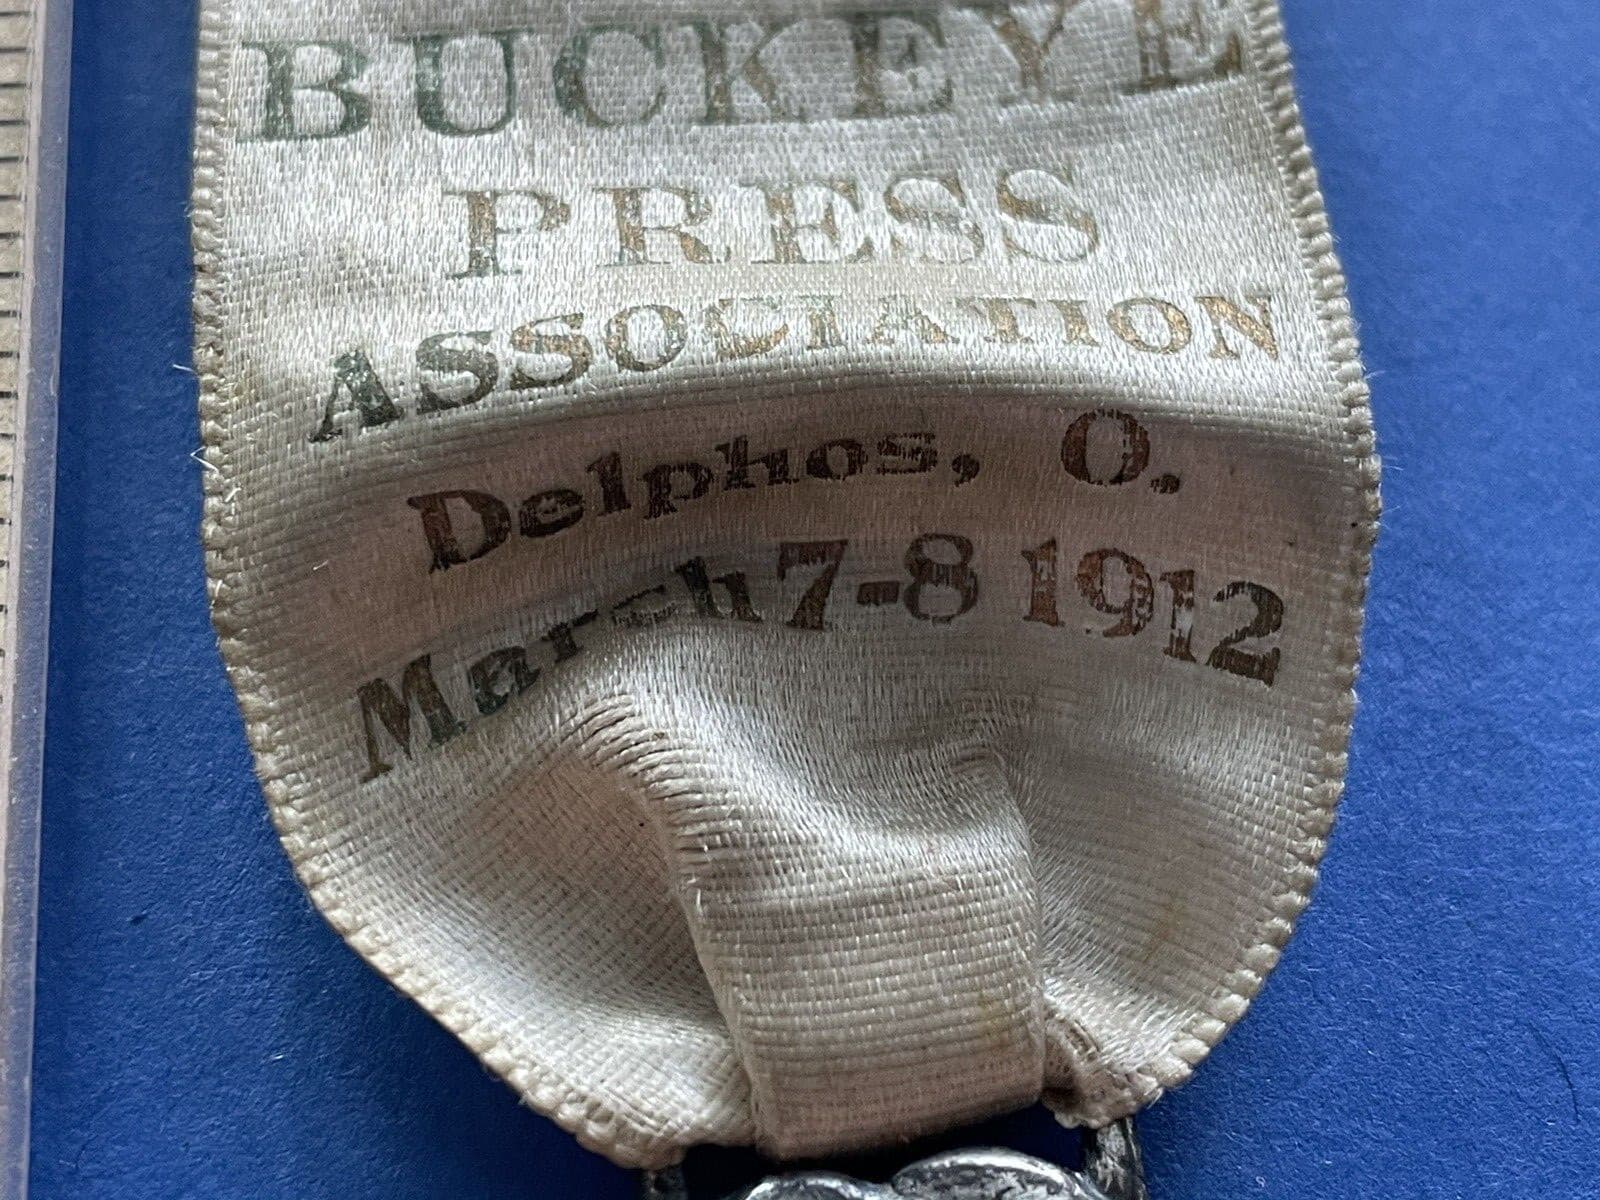 BUCKEYE
PRESS
ASSOCIATION
Delphos, O.
March 7-8 1912